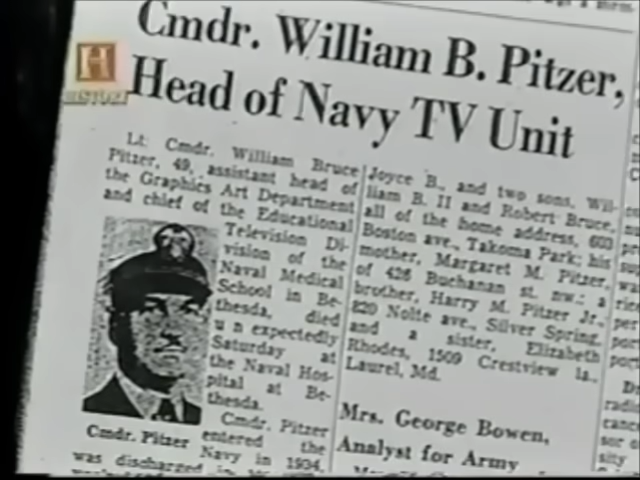 H
HISTORY
Cmdr. William B. Pitzer,
Head of Navy TV Unit
Lt. Cmdr. William Bruce
Pitzer, 49, assistant head of
the Graphics Art Department
and chief of the Educational
Television Di-
vision of the
Naval Medical
School in Be-
thesda, died
unexpectedly
Saturday at
the Naval Hos-
pital at Be-
thesda.
Cmdr. Pitzer
entered the
Navy in 1934,
was discharged
Cmdr. Pitzer
Joyce B., and two sons, Wil-
liam B. II and Robert Bruce,
all of the home address, 603
Boston ave., Takoma Park; his
mother, Margaret M. Pitzer,
of 426 Buchanan st. nw.; a
brother, Harry M. Pitzer Jr.,
820 Nolte ave., Silver Spring,
and a sister, Elizabeth
Rhodes, 1509 Crestview la.,
Laurel, Md.
Mrs. George Bowen,
Analyst for Army